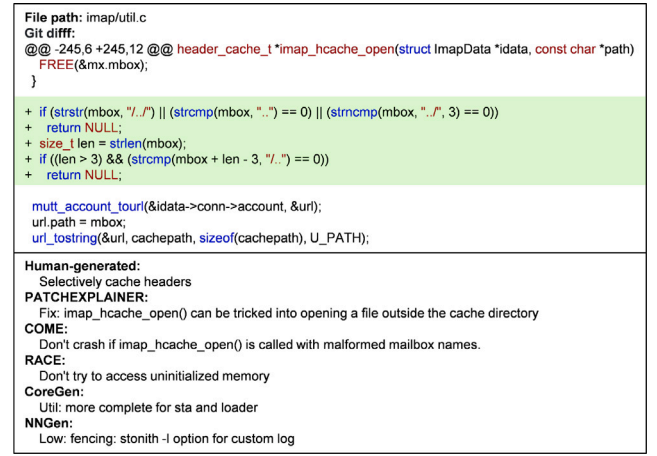 File path: imap/util.c
Git difff:
@@ -245,6 +245,12 @@ header_cache_t *imap_hcache_open(struct ImapData *idata, const char *path)
FREE(&mx.mbox);
}
+ if (strstr(mbox, "/../") || (strcmp(mbox, "..") == 0) || (strncmp(mbox, "../", 3) == 0))
+ return NULL;
+ size_t len = strlen(mbox);
+ if ((len > 3) && (strcmp(mbox + len - 3, "/..") == 0))
+ return NULL;
mutt_account_tourl(&idata->conn->account, &url);
url.path = mbox;
url_tostring(&url, cachepath, sizeof(cachepath), U_PATH);
Human-generated:
Selectively cache headers
PATCHEXPLAINER:
Fix: imap_hcache_open() can be tricked into opening a file outside the cache directory
COME:
Don't crash if imap_hcache_open() is called with malformed mailbox names.
RACE:
Don't try to access uninitialized memory
CoreGen:
Util: more complete for sta and loader
NNGen:
Low: fencing: stonith -l option for custom log